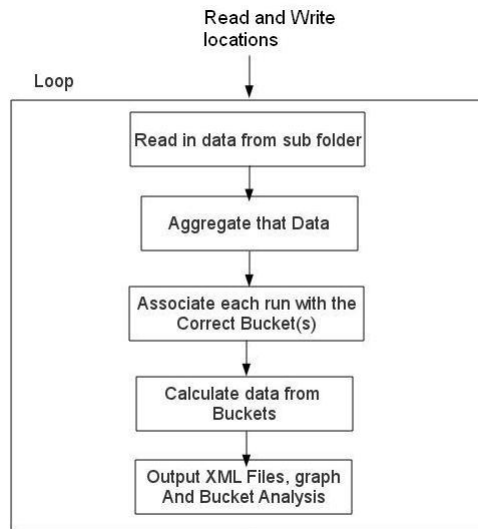 Read and Write
locations
Loop
Read in data from sub folder
Aggregate that Data
Associate each run with the
Correct Bucket(s)
Calculate data from
Buckets
Output XML Files, graph
And Bucket Analysis